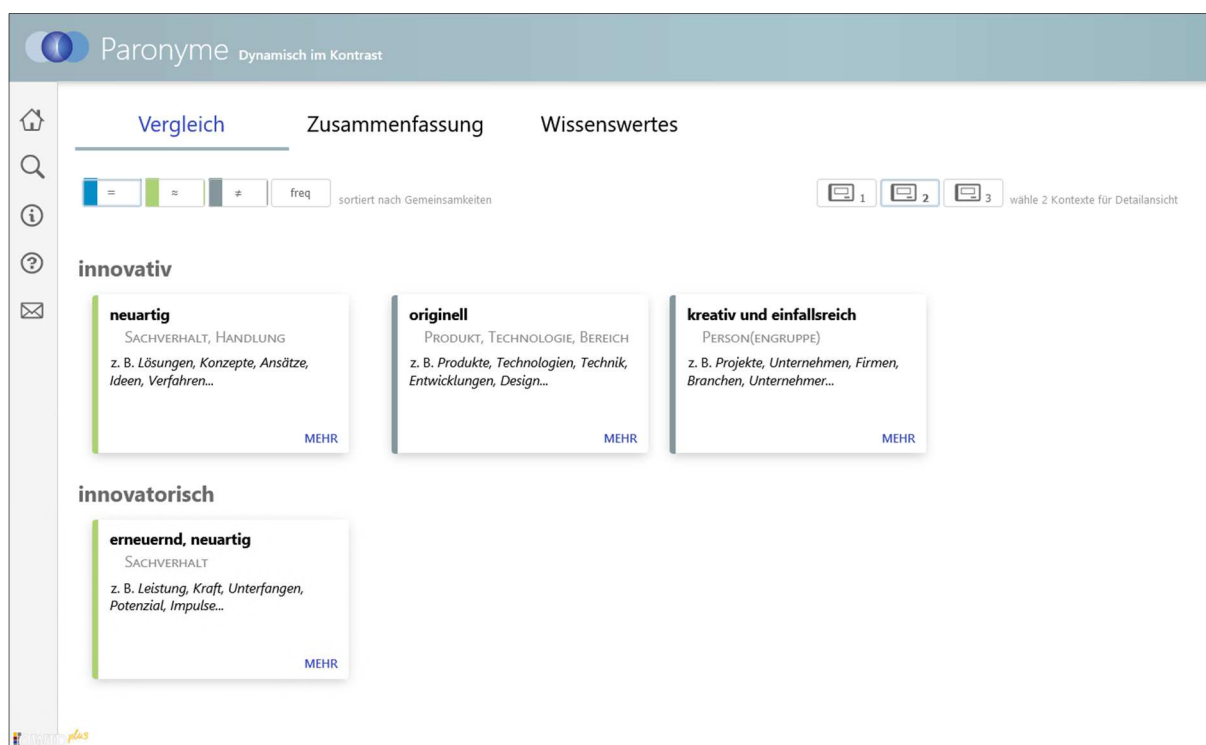 Paronyme Dynamisch im Kontrast
Vergleich Zusammenfassung Wissenswertes
= ≈ ≠ freq sortiert nach Gemeinsamkeiten 1 2 3 wähle 2 Kontexte für Detailansicht
innovativ
neuartig
SACHVERHALT, HANDLUNG
z. B. Lösungen, Konzepte, Ansätze,
Ideen, Verfahren...
MEHR
originell
PRODUKT, TECHNOLOGIE, BEREICH
z. B. Produkte, Technologien, Technik,
Entwicklungen, Design...
MEHR
kreativ und einfallsreich
PERSON(ENGRUPPE)
z. B. Projekte, Unternehmen, Firmen,
Branchen, Unternehmer...
MEHR
innovatorisch
erneuernd, neuartig
SACHVERHALT
z. B. Leistung, Kraft, Unterfangen,
Potenzial, Impulse...
MEHR
plus